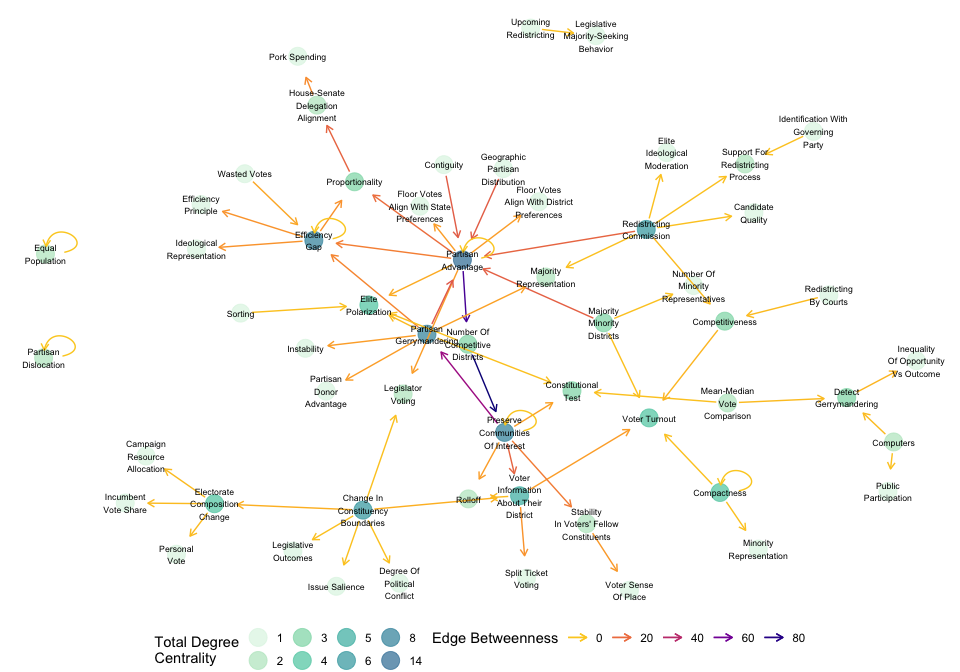 Upcoming
Redistricting
Legislative
Majority-Seeking
Behavior
Pork Spending
House-Senate
Delegation
Alignment
Identification With
Governing
Party
Elite
Ideological
Moderation
Support For
Redistricting
Process
Wasted Votes
Proportionality
Contiguity
Geographic
Partisan
Distribution
Floor Votes
Align With State
Preferences
Floor Votes
Align With District
Preferences
Efficiency
Principle
Candidate
Quality
Equal
Population
Ideological
Representation
Efficiency
Gap
Redistricting
Commission
Partisan
Advantage
Majority
Representation
Number Of
Minority
Representatives
Redistricting
By Courts
Elite
Polarization
Sorting
Majority
Minority
Districts
Competitiveness
Partisan
Gerrymandering
Number Of
Competitive
Districts
Instability
Partisan
Dislocation
Inequality
Of Opportunity
Vs Outcome
Partisan
Donor
Advantage
Legislator
Voting
Constitutional
Test
Mean-Median
Vote
Comparison
Detect
Gerrymandering
Voter Turnout
Preserve
Communities
Of Interest
Computers
Campaign
Resource
Allocation
Public
Participation
Incumbent
Vote Share
Electorate
Composition
Change
Change In
Constituency
Boundaries
Rolloff
Voter
Information
About Their
District
Compactness
Stability
In Voters' Fellow
Constituents
Personal
Vote
Legislative
Outcomes
Minority
Representation
Issue Salience
Degree Of
Political
Conflict
Split Ticket
Voting
Voter Sense
Of Place
Total Degree
Centrality
1 3 5 8
2 4 6 14
Edge Betweenness
0 20 40 60 80